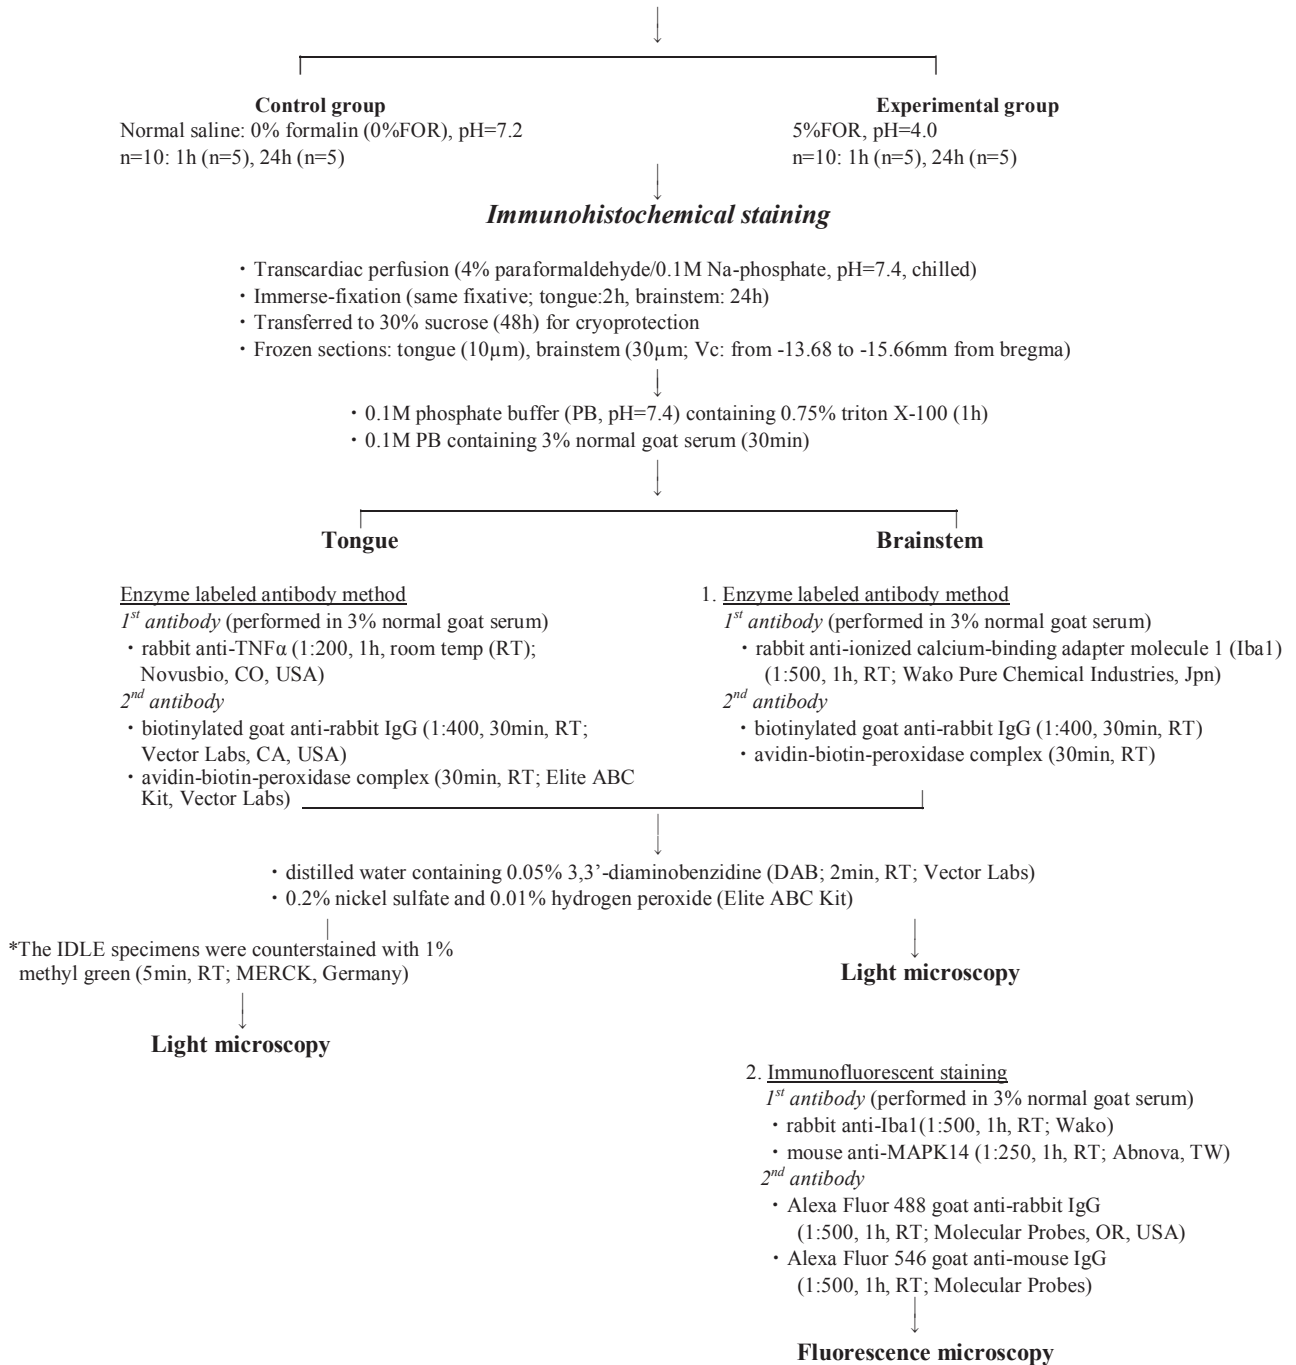 Control group
Normal saline: 0% formalin (0%FOR), pH=7.2
n=10: 1h (n=5), 24h (n=5)
Experimental group
5%FOR, pH=4.0
n=10: 1h (n=5), 24h (n=5)
Immunohistochemical staining
・Transcardiac perfusion (4% paraformaldehyde/0.1M Na-phosphate, pH=7.4, chilled)
・Immerse-fixation (same fixative; tongue:2h, brainstem: 24h)
・Transferred to 30% sucrose (48h) for cryoprotection
・Frozen sections: tongue (10μm), brainstem (30μm; Vc: from -13.68 to -15.66mm from bregma)
・0.1M phosphate buffer (PB, pH=7.4) containing 0.75% triton X-100 (1h)
・0.1M PB containing 3% normal goat serum (30min)
Tongue
Enzyme labeled antibody method
1st antibody (performed in 3% normal goat serum)
・rabbit anti-TNFα (1:200, 1h, room temp (RT);
Novusbio, CO, USA)
2nd antibody
・biotinylated goat anti-rabbit IgG (1:400, 30min, RT;
Vector Labs, CA, USA)
・avidin-biotin-peroxidase complex (30min, RT; Elite ABC
Kit, Vector Labs)
Brainstem
1. Enzyme labeled antibody method
1st antibody (performed in 3% normal goat serum)
・rabbit anti-ionized calcium-binding adapter molecule 1 (Iba1)
(1:500, 1h, RT; Wako Pure Chemical Industries, Jpn)
2nd antibody
・biotinylated goat anti-rabbit IgG (1:400, 30min, RT)
・avidin-biotin-peroxidase complex (30min, RT)
・distilled water containing 0.05% 3,3’-diaminobenzidine (DAB; 2min, RT; Vector Labs)
・0.2% nickel sulfate and 0.01% hydrogen peroxide (Elite ABC Kit)
*The IDLE specimens were counterstained with 1%
methyl green (5min, RT; MERCK, Germany)
Light microscopy
Light microscopy
2. Immunofluorescent staining
1st antibody (performed in 3% normal goat serum)
・rabbit anti-Iba1(1:500, 1h, RT; Wako)
・mouse anti-MAPK14 (1:250, 1h, RT; Abnova, TW)
2nd antibody
・Alexa Fluor 488 goat anti-rabbit IgG
(1:500, 1h, RT; Molecular Probes, OR, USA)
・Alexa Fluor 546 goat anti-mouse IgG
(1:500, 1h, RT; Molecular Probes)
Fluorescence microscopy